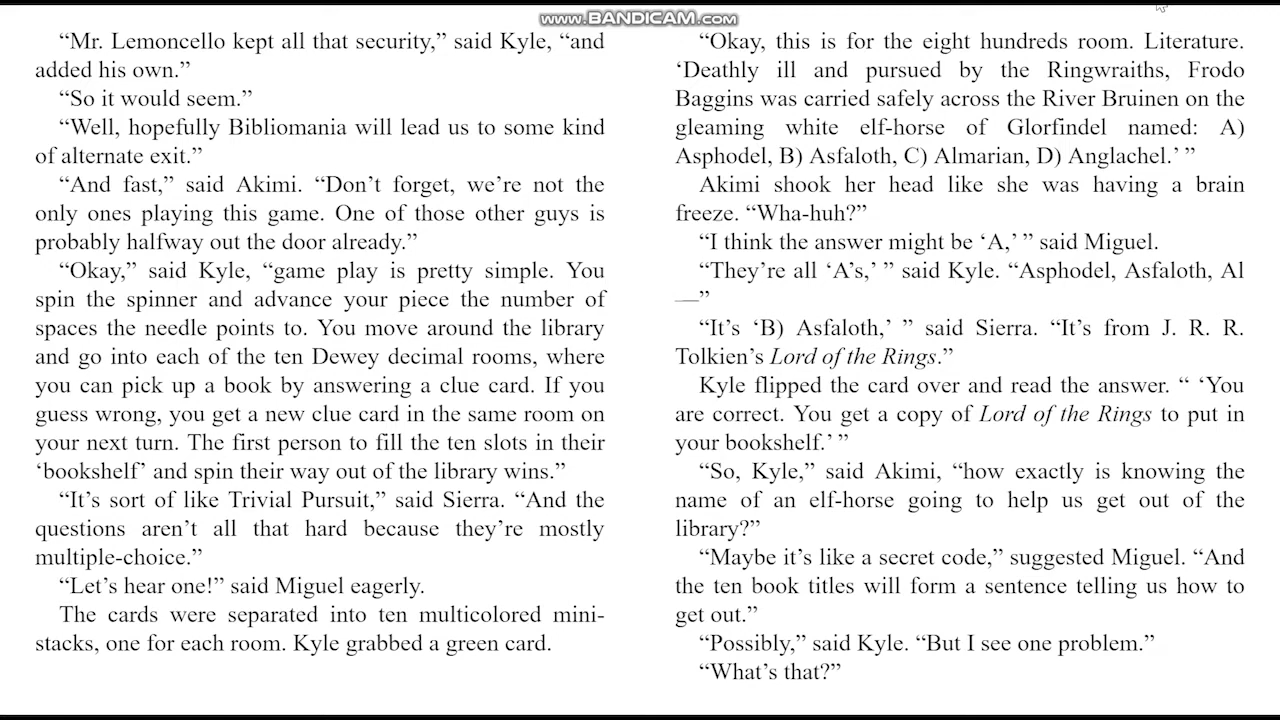 www.BANDICAM.com
“Mr. Lemoncello kept all that security,” said Kyle, “and
added his own.”
“So it would seem.”
“Well, hopefully Bibliomania will lead us to some kind
of alternate exit.”
“And fast,” said Akimi. “Don’t forget, we’re not the
only ones playing this game. One of those other guys is
probably halfway out the door already.”
“Okay,” said Kyle, “game play is pretty simple. You
spin the spinner and advance your piece the number of
spaces the needle points to. You move around the library
and go into each of the ten Dewey decimal rooms, where
you can pick up a book by answering a clue card. If you
guess wrong, you get a new clue card in the same room on
your next turn. The first person to fill the ten slots in their
‘bookshelf’ and spin their way out of the library wins.”
“It’s sort of like Trivial Pursuit,” said Sierra. “And the
questions aren’t all that hard because they’re mostly
multiple-choice.”
“Let’s hear one!” said Miguel eagerly.
The cards were separated into ten multicolored mini-
stacks, one for each room. Kyle grabbed a green card.
“Okay, this is for the eight hundreds room. Literature.
‘Deathly ill and pursued by the Ringwraiths, Frodo
Baggins was carried safely across the River Bruinen on the
gleaming white elf-horse of Glorfindel named: A)
Asphodel, B) Asfaloth, C) Almarian, D) Anglachel.’ ”
Akimi shook her head like she was having a brain
freeze. “Wha-huh?”
“I think the answer might be ‘A,’ ” said Miguel.
“They’re all ‘A’s,’ ” said Kyle. “Asphodel, Asfaloth, Al
—”
“It’s ‘B) Asfaloth,’ ” said Sierra. “It’s from J. R. R.
Tolkien’s Lord of the Rings.”
Kyle flipped the card over and read the answer. “ ‘You
are correct. You get a copy of Lord of the Rings to put in
your bookshelf.’ ”
“So, Kyle,” said Akimi, “how exactly is knowing the
name of an elf-horse going to help us get out of the
library?”
“Maybe it’s like a secret code,” suggested Miguel. “And
the ten book titles will form a sentence telling us how to
get out.”
“Possibly,” said Kyle. “But I see one problem.”
“What’s that?”